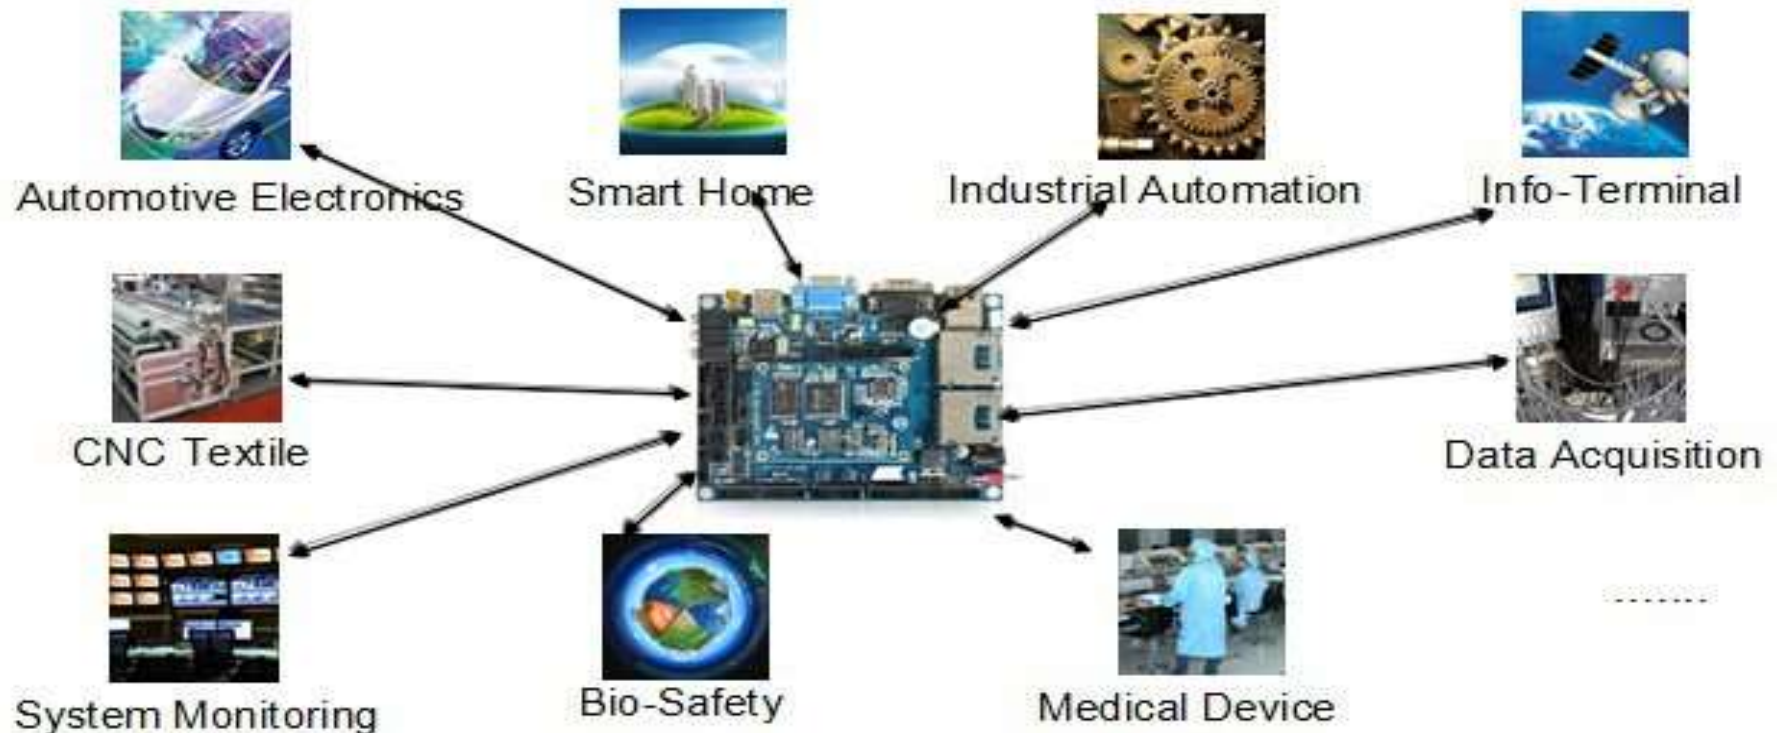 Automotive Electronics
Smart Home
Industrial Automation
Info-Terminal
CNC Textile
Data Acquisition
System Monitoring
Bio-Safety
Medical Device
.......